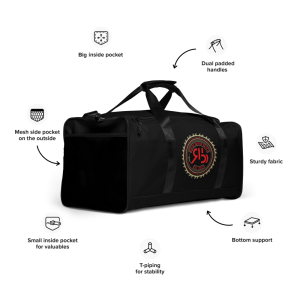 Big inside pocket
Dual padded
handles
Mesh side pocket
on the outside
Sturdy fabric
Small inside pocket
for valuables
Bottom support
T-piping
for stability